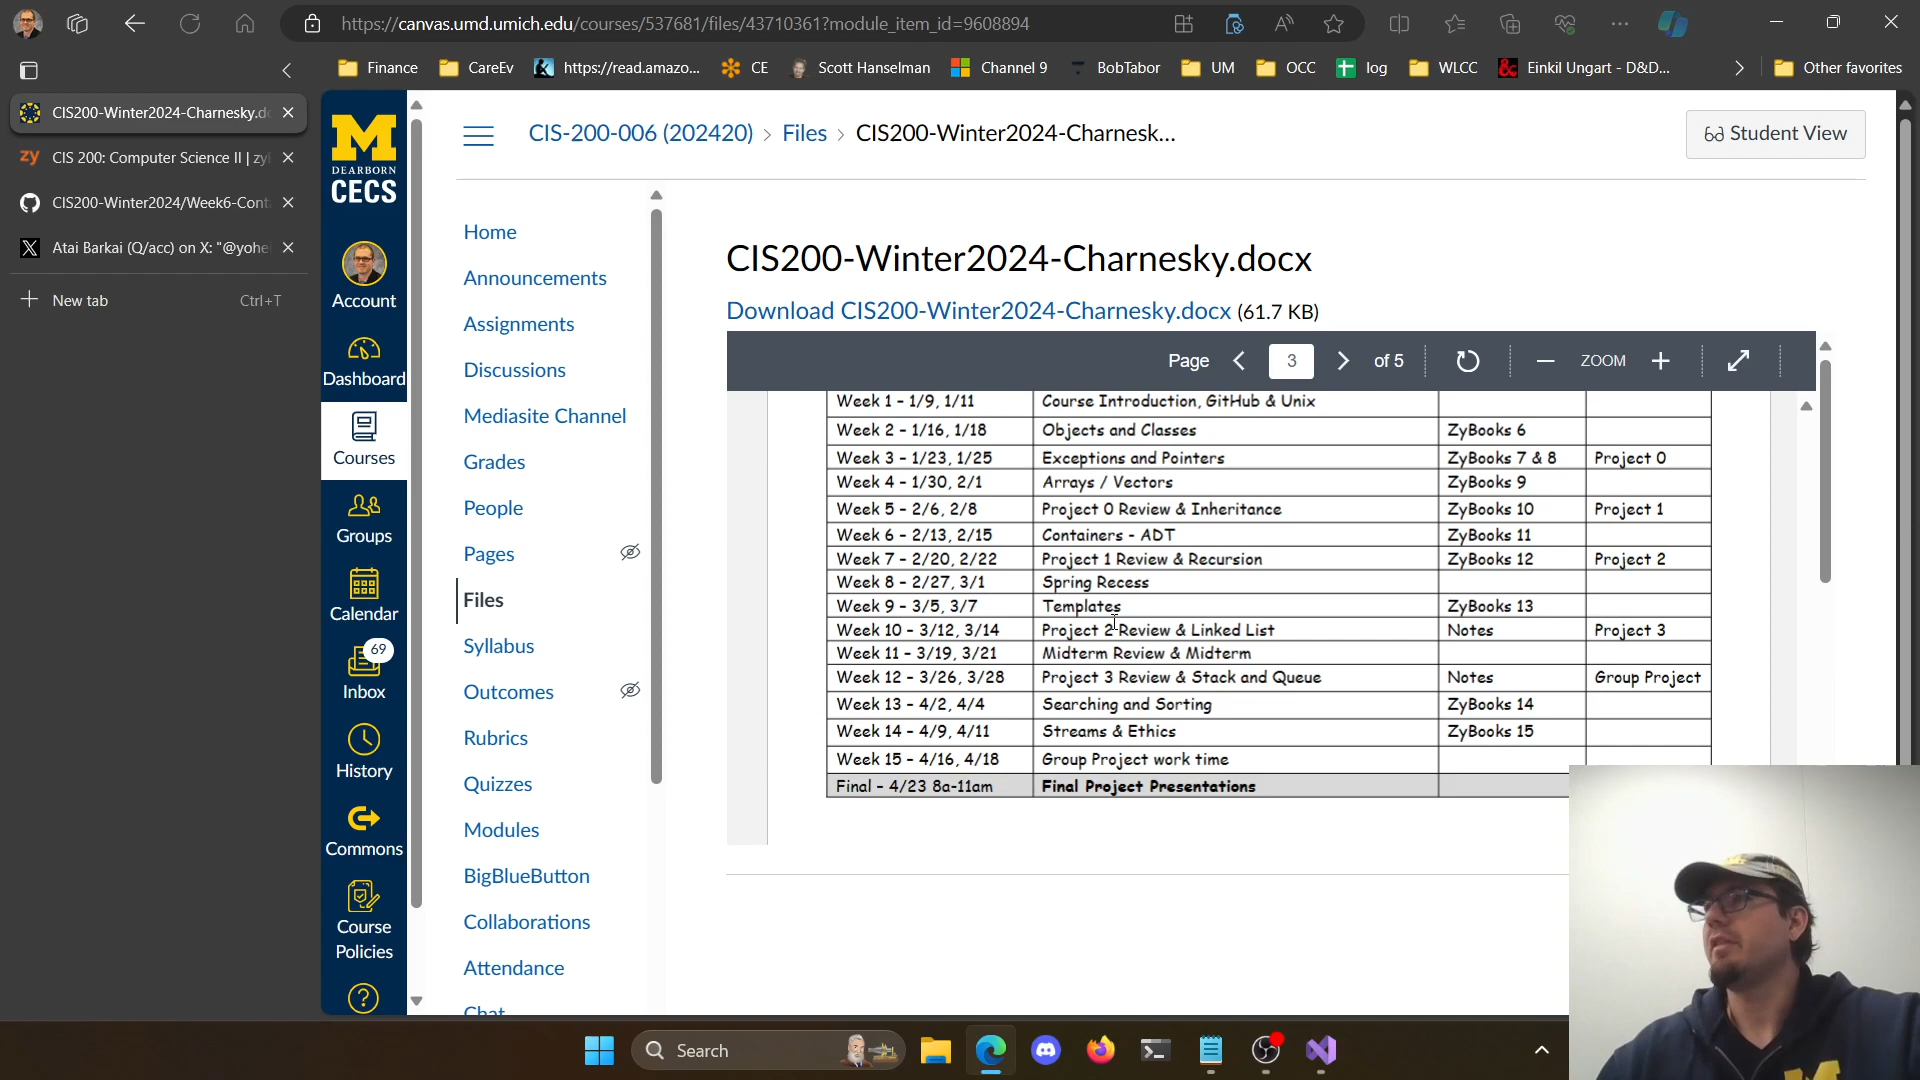 https://canvas.umd.umich.edu/courses/537681/files/43710361?module_item_id=9608894
Finance CareEv https://read.amazo... CE Scott Hanselman Channel 9 BobTabor UM OCC log WLCC Einkil Ungart - D&D... Other favorites
CIS200-Winter2024-Charnesky.do
CIS 200: Computer Science II | zy
CIS200-Winter2024/Week6-Cont
Atai Barkai (Q/acc) on X: "@yohe
New tab Ctrl+T
M
DEARBORN
CECS
Account
Dashboard
Courses
Groups
Calendar
69
Inbox
History
Commons
Course
Policies
CIS-200-006 (202420) > Files > CIS200-Winter2024-Charnesk...
Student View
Home
Announcements
Assignments
Discussions
Mediasite Channel
Grades
People
Pages
Files
Syllabus
Outcomes
Rubrics
Quizzes
Modules
BigBlueButton
Collaborations
Attendance
Chat
CIS200-Winter2024-Charnesky.docx
Download CIS200-Winter2024-Charnesky.docx (61.7 KB)
Page 3 of 5 ZOOM
Week 1 - 1/9, 1/11 Course Introduction, GitHub & Unix
Week 2 - 1/16, 1/18 Objects and Classes ZyBooks 6
Week 3 - 1/23, 1/25 Exceptions and Pointers ZyBooks 7 & 8 Project 0
Week 4 - 1/30, 2/1 Arrays / Vectors ZyBooks 9
Week 5 - 2/6, 2/8 Project 0 Review & Inheritance ZyBooks 10 Project 1
Week 6 - 2/13, 2/15 Containers - ADT ZyBooks 11
Week 7 - 2/20, 2/22 Project 1 Review & Recursion ZyBooks 12 Project 2
Week 8 - 2/27, 3/1 Spring Recess
Week 9 - 3/5, 3/7 Templates ZyBooks 13
Week 10 - 3/12, 3/14 Project 2 Review & Linked List Notes Project 3
Week 11 - 3/19, 3/21 Midterm Review & Midterm
Week 12 - 3/26, 3/28 Project 3 Review & Stack and Queue Notes Group Project
Week 13 - 4/2, 4/4 Searching and Sorting ZyBooks 14
Week 14 - 4/9, 4/11 Streams & Ethics ZyBooks 15
Week 15 - 4/16, 4/18 Group Project work time
Final - 4/23 8a-11am Final Project Presentations
Search
M